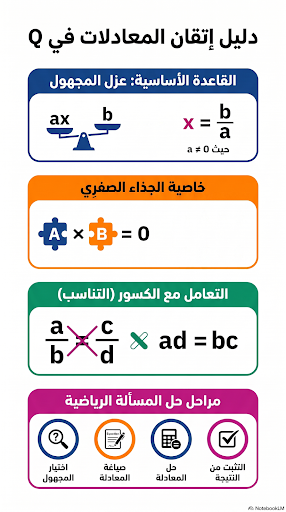 دليل إتقان المعادلات في Q
القاعدة الأساسية: عزل المجهول
ax b
x = b/a
حيث a ≠ 0
خاصية الجذاء الصفري
A × B = 0
التعامل مع الكسور (التناسب)
a/b = c/d
ad = bc
مراحل حل المسألة الرياضية
اختيار المجهول
صياغة المعادلة
حل المعادلة
التثبت من النتيجة
NotebookLM